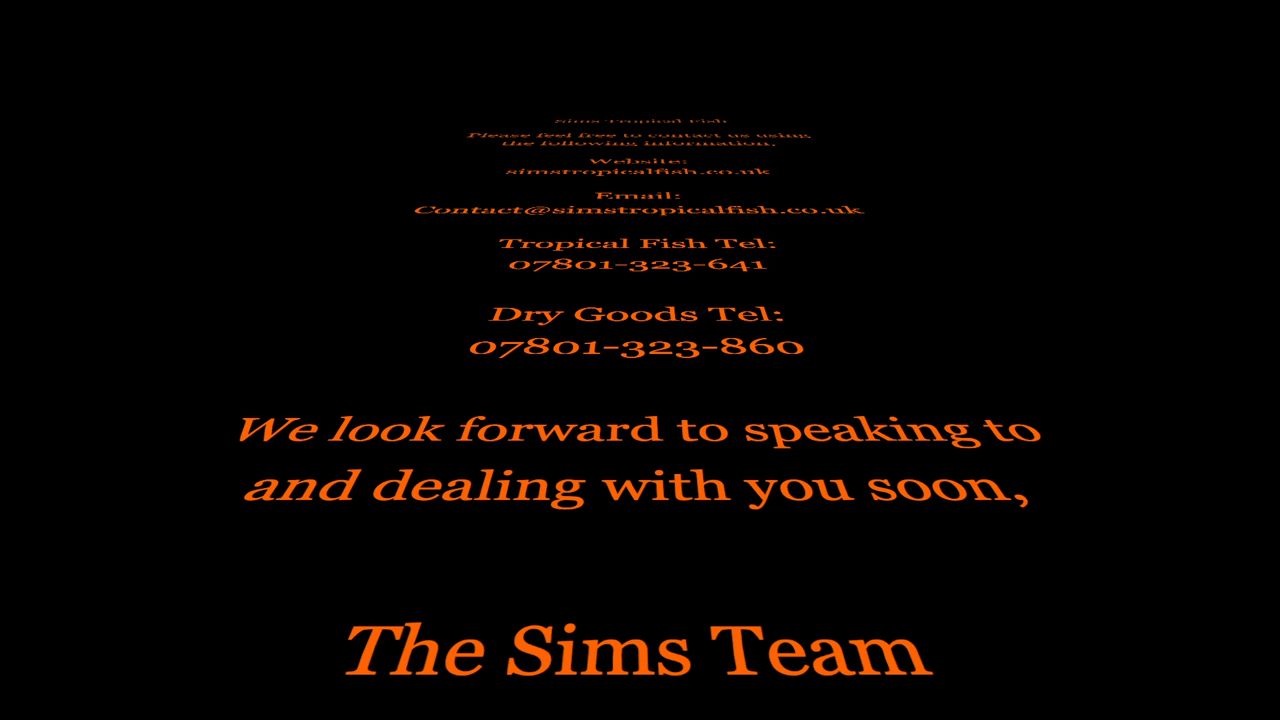 Sims Tropical Fish
Please feel free to contact us using
the following information,
Website:
simstropicalfish.co.uk
Email:
Contact@simstropicalfish.co.uk
Tropical Fish Tel:
07801-323-641
Dry Goods Tel:
07801-323-860
We look forward to speaking to
and dealing with you soon,
The Sims Team